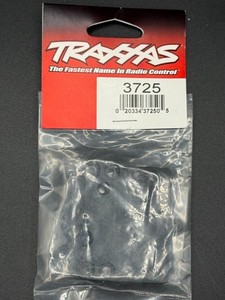 TRAXXAS
The Fastest Name In Radio Control
3725
0 20334 37250 5